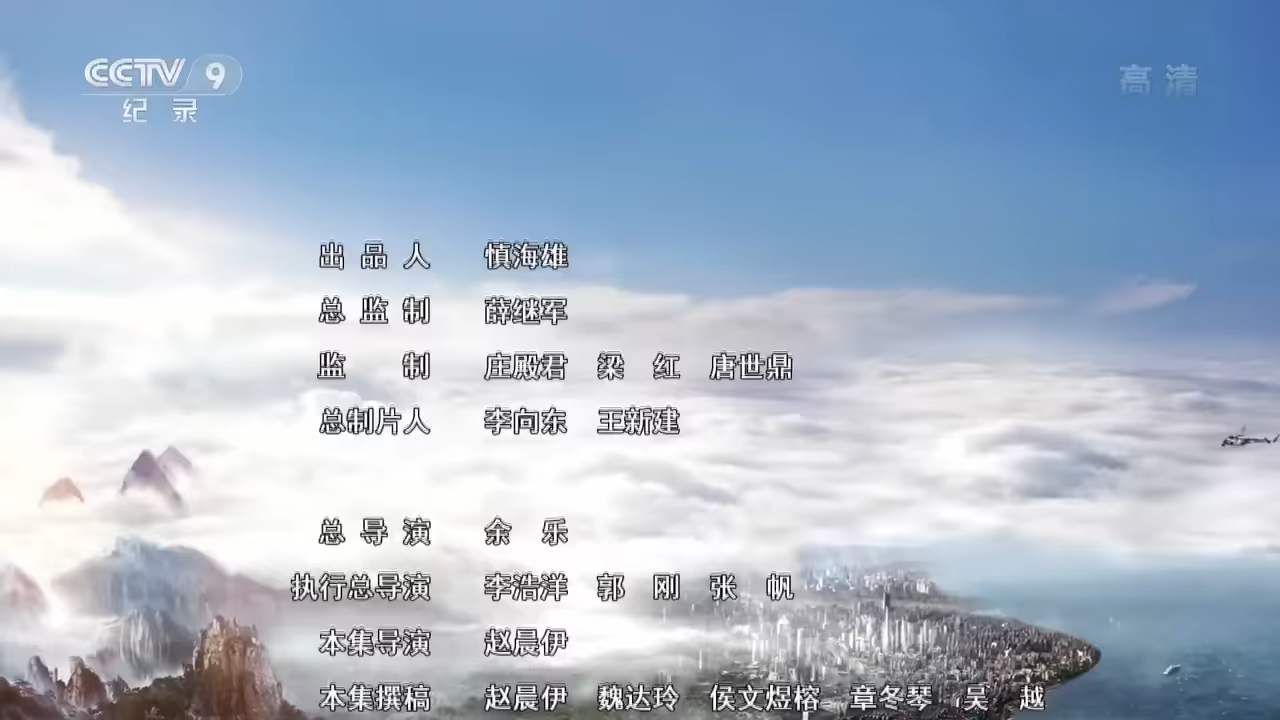 CCTV 9
纪录
高清
出品人 慎海雄
总监制 薛继军
监制 庄殿君 梁红 唐世鼎
总制片人 李向东 王新建
总导演 余乐
执行总导演 李浩洋 郭刚 张帆
本集导演 赵晨伊
本集撰稿 赵晨伊 魏达玲 侯文煜榕 章冬琴 吴越